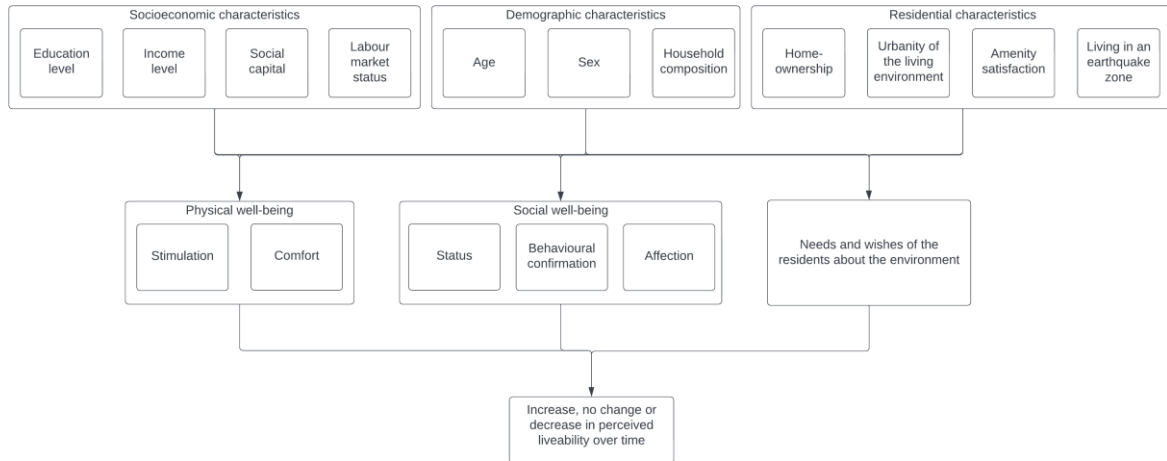 Socioeconomic characteristics
Education
level
Income
level
Social
capital
Labour
market
status
Demographic characteristics
Age
Sex
Household
composition
Residential characteristics
Home-
ownership
Urbanity of
the living
environment
Amenity
satisfaction
Living in an
earthquake
zone
Physical well-being
Stimulation
Comfort
Social well-being
Status
Behavioural
confirmation
Affection
Needs and wishes of the
residents about the environment
Increase, no change or
decrease in perceived
liveability over time